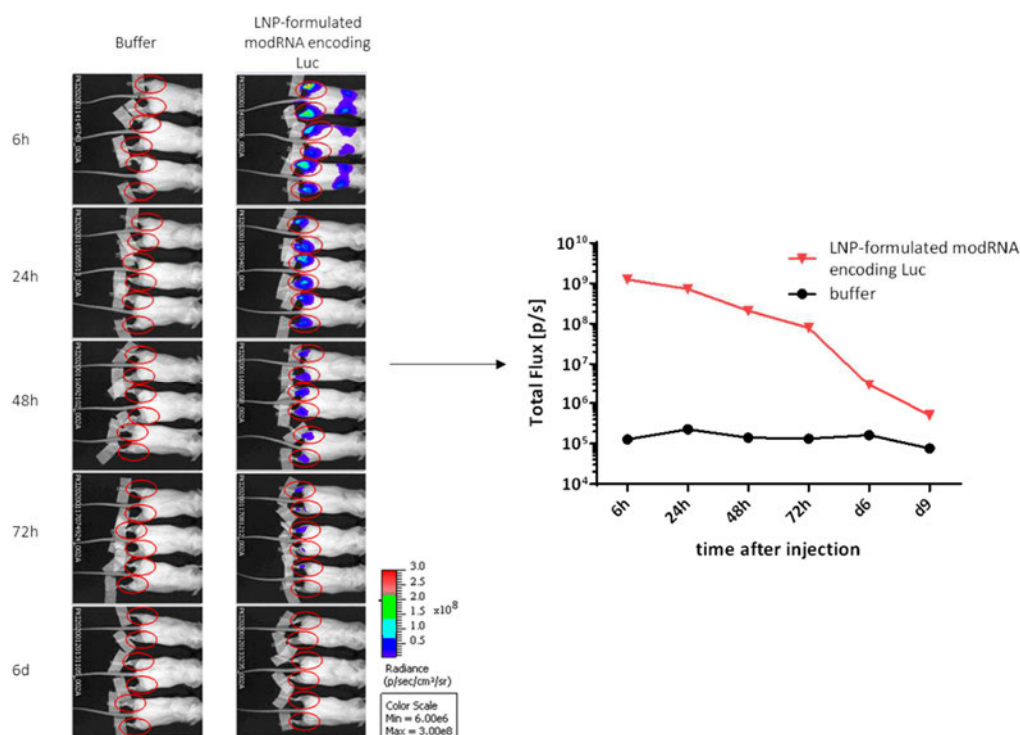 Buffer
LNP-formulated
modRNA encoding
Luc
6h
24h
48h
72h
6d
3.0
2.5
2.0
1.5
1.0
0.5
x10⁸
Radiance
(p/sec/cm²/sr)
Color Scale
Min = 6.00e6
Max = 3.00e8
LNP-formulated modRNA
encoding Luc
buffer
Total Flux [p/s]
10¹⁰
10⁹
10⁸
10⁷
10⁶
10⁵
10⁴
6h
24h
48h
72h
d6
d9
time after injection